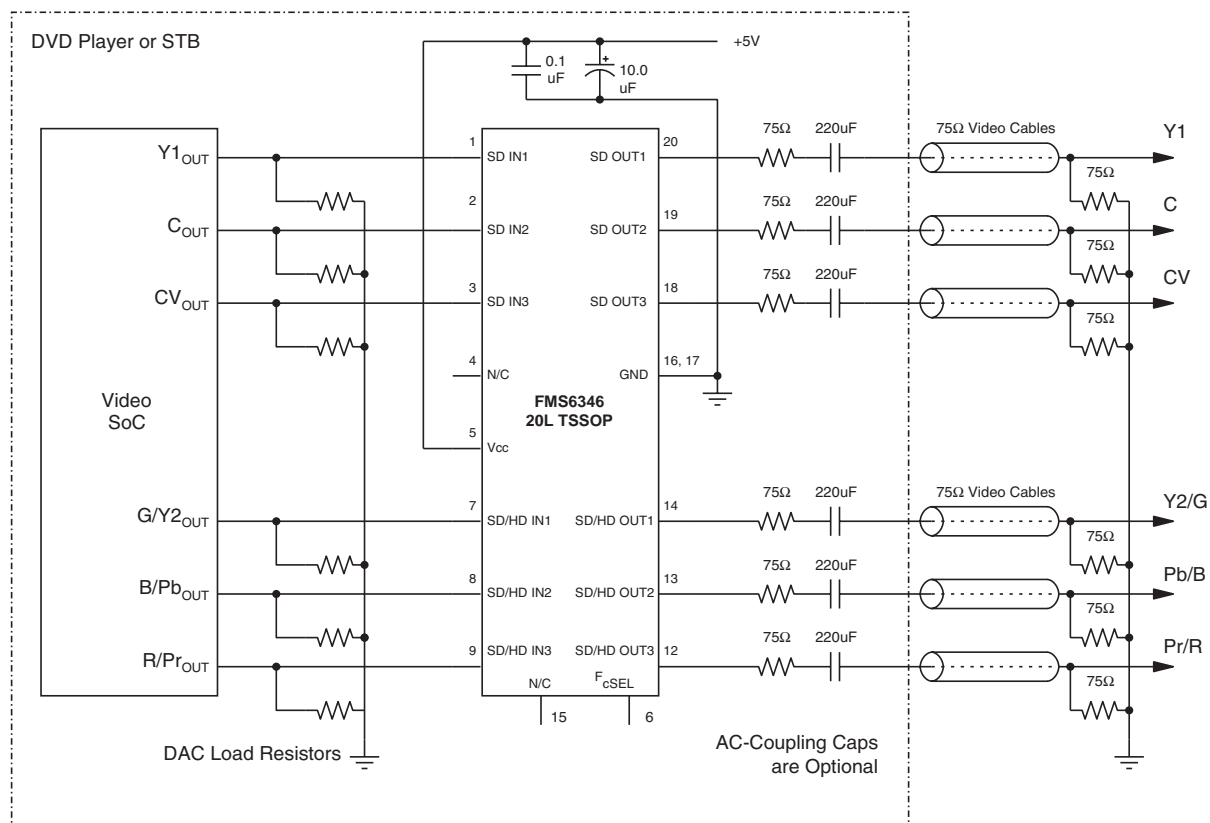 DVD Player or STB
+5V
0.1
uF
+
10.0
uF
75Ω 220uF 75Ω Video Cables Y1
Y1OUT 1 SD IN1 SD OUT1 20
75Ω
2 75Ω 220uF C
COUT SD IN2 SD OUT2 19
75Ω
3 75Ω 220uF CV
CVOUT SD IN3 SD OUT3 18
75Ω
4 N/C GND 16, 17
Video
SoC
FMS6346
20L TSSOP
5 Vcc
75Ω 220uF 75Ω Video Cables Y2/G
G/Y2OUT 7 SD/HD IN1 SD/HD OUT1 14
75Ω
75Ω 220uF Pb/B
B/PbOUT 8 SD/HD IN2 SD/HD OUT2 13
75Ω
75Ω 220uF Pr/R
R/PrOUT 9 SD/HD IN3 SD/HD OUT3 12
75Ω
N/C FcSEL
15 6
DAC Load Resistors
AC-Coupling Caps
are Optional